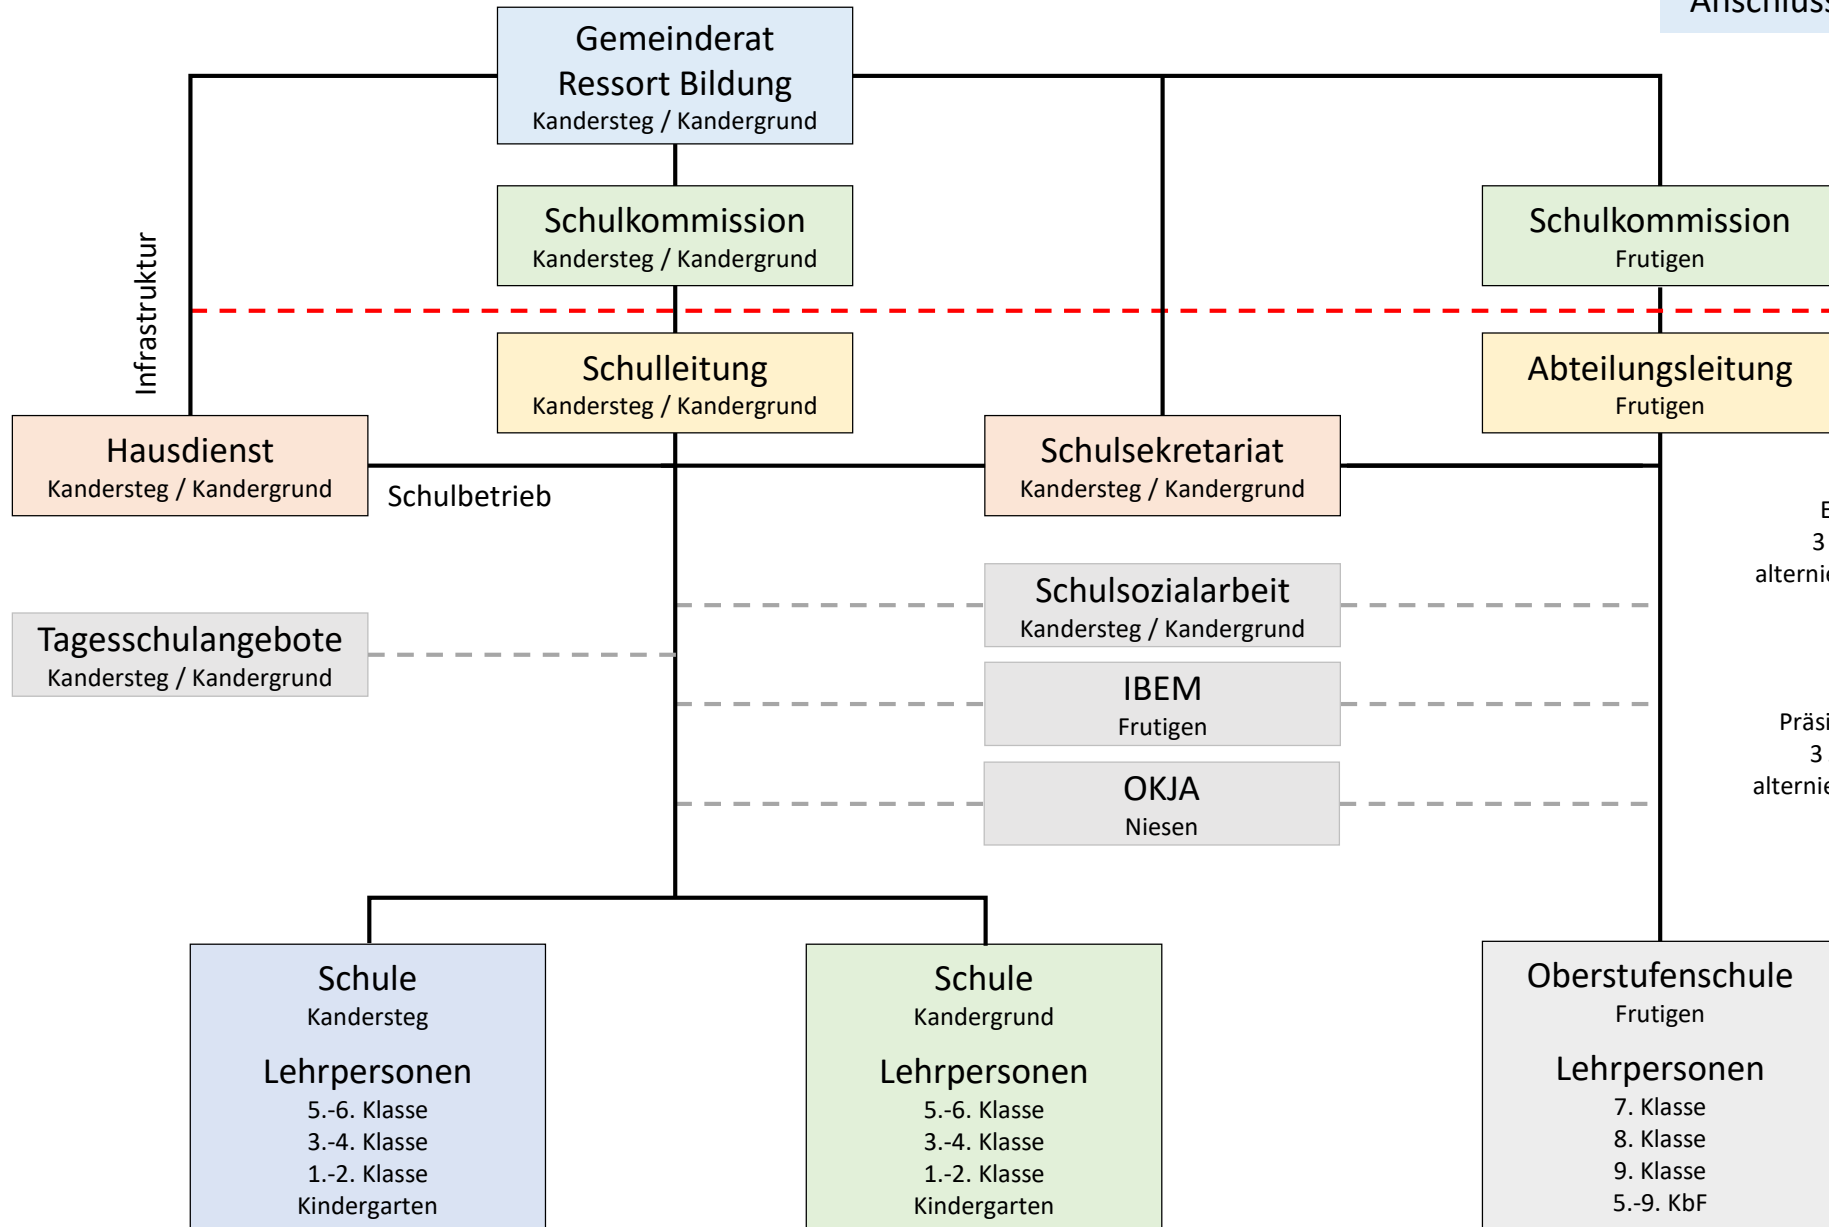 Gemeinderat
Ressort Bildung
Kandersteg / Kandergrund
Schulkommission
Kandersteg / Kandergrund
Schulkommission
Frutigen
Infrastruktur
Schulleitung
Kandersteg / Kandergrund
Abteilungsleitung
Frutigen
Hausdienst
Kandersteg / Kandergrund
Schulbetrieb
Schulsekretariat
Kandersteg / Kandergrund
3
Schulsozialarbeit
Kandersteg / Kandergrund
Tagesschulangebote
Kandersteg / Kandergrund
IBEM
Frutigen
3
OKJA
Niesen
Schule
Kandersteg
Lehrpersonen
5.-6. Klasse
3.-4. Klasse
1.-2. Klasse
Kindergarten
Schule
Kandergrund
Lehrpersonen
5.-6. Klasse
3.-4. Klasse
1.-2. Klasse
Kindergarten
Oberstufenschule
Frutigen
Lehrpersonen
7. Klasse
8. Klasse
9. Klasse
5.-9. KbF